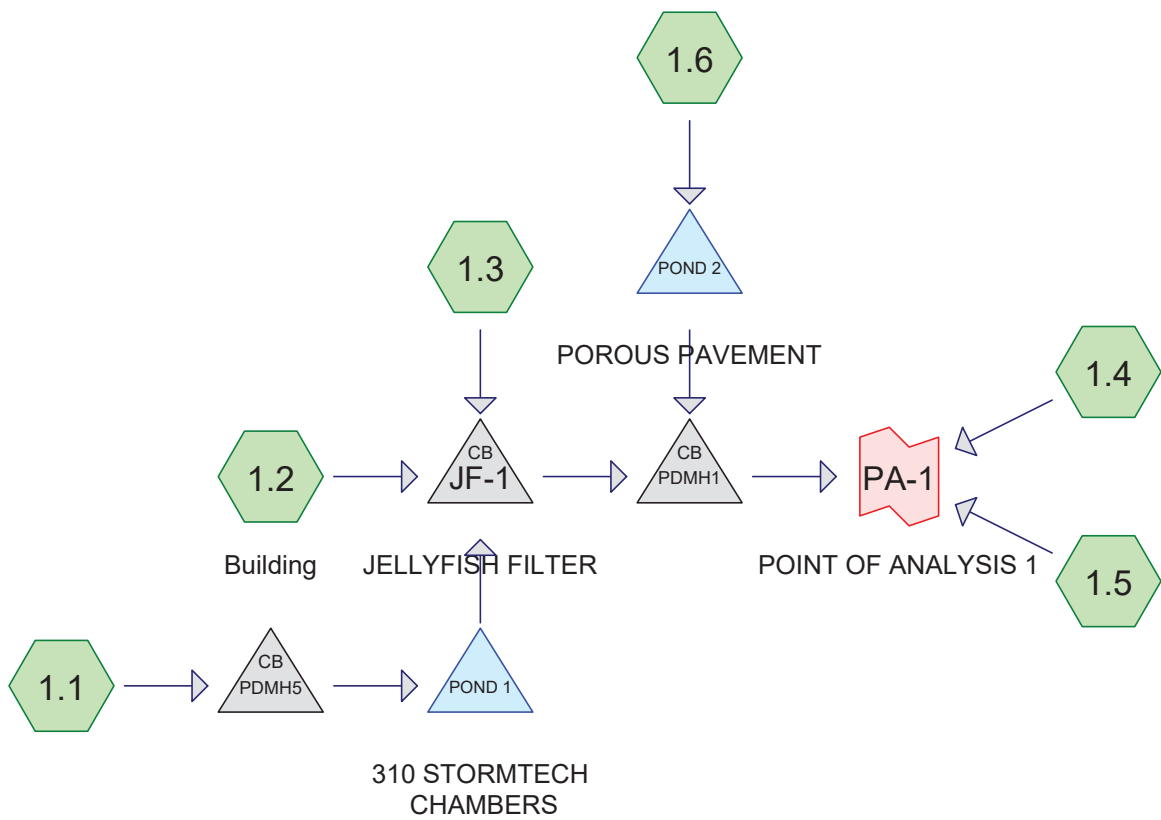 1.6
1.3
POND 2
POROUS PAVEMENT
1.4
1.2
CB
JF-1
CB
PDMH1
PA-1
Building
JELLYFISH FILTER
POINT OF ANALYSIS 1
1.5
1.1
CB
PDMH5
POND 1
310 STORMTECH
CHAMBERS